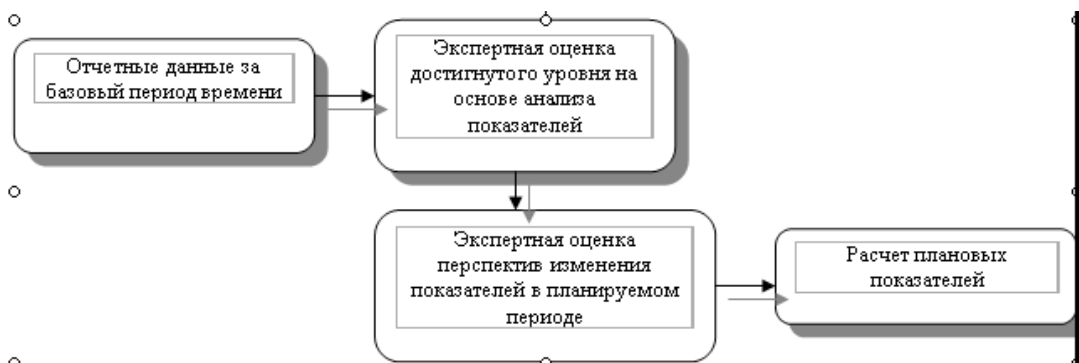 Отчетные данные за
базовый период времени
Экспертная оценка
достигнутого уровня на
основе анализа
показателей
Экспертная оценка
перспектив изменения
показателей в планируемом
периоде
Расчет плановых
показателей